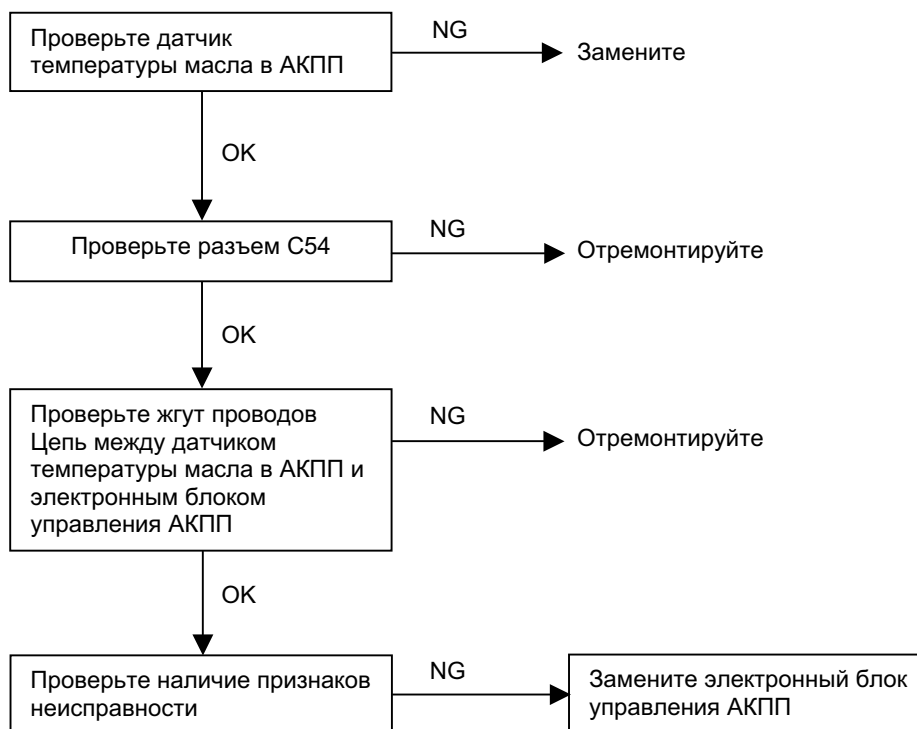 Проверьте датчик
температуры масла в АКПП
NG
Замените
OK
Проверьте разъем C54
NG
Отремонтируйте
OK
Проверьте жгут проводов
Цепь между датчиком
температуры масла в АКПП и
электронным блоком
управления АКПП
NG
Отремонтируйте
OK
Проверьте наличие признаков
неисправности
NG
Замените электронный блок
управления АКПП